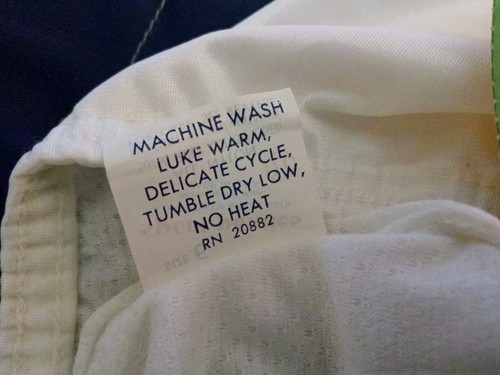 MACHINE WASH
LUKE WARM,
DELICATE CYCLE,
TUMBLE DRY LOW,
NO HEAT
RN 20882